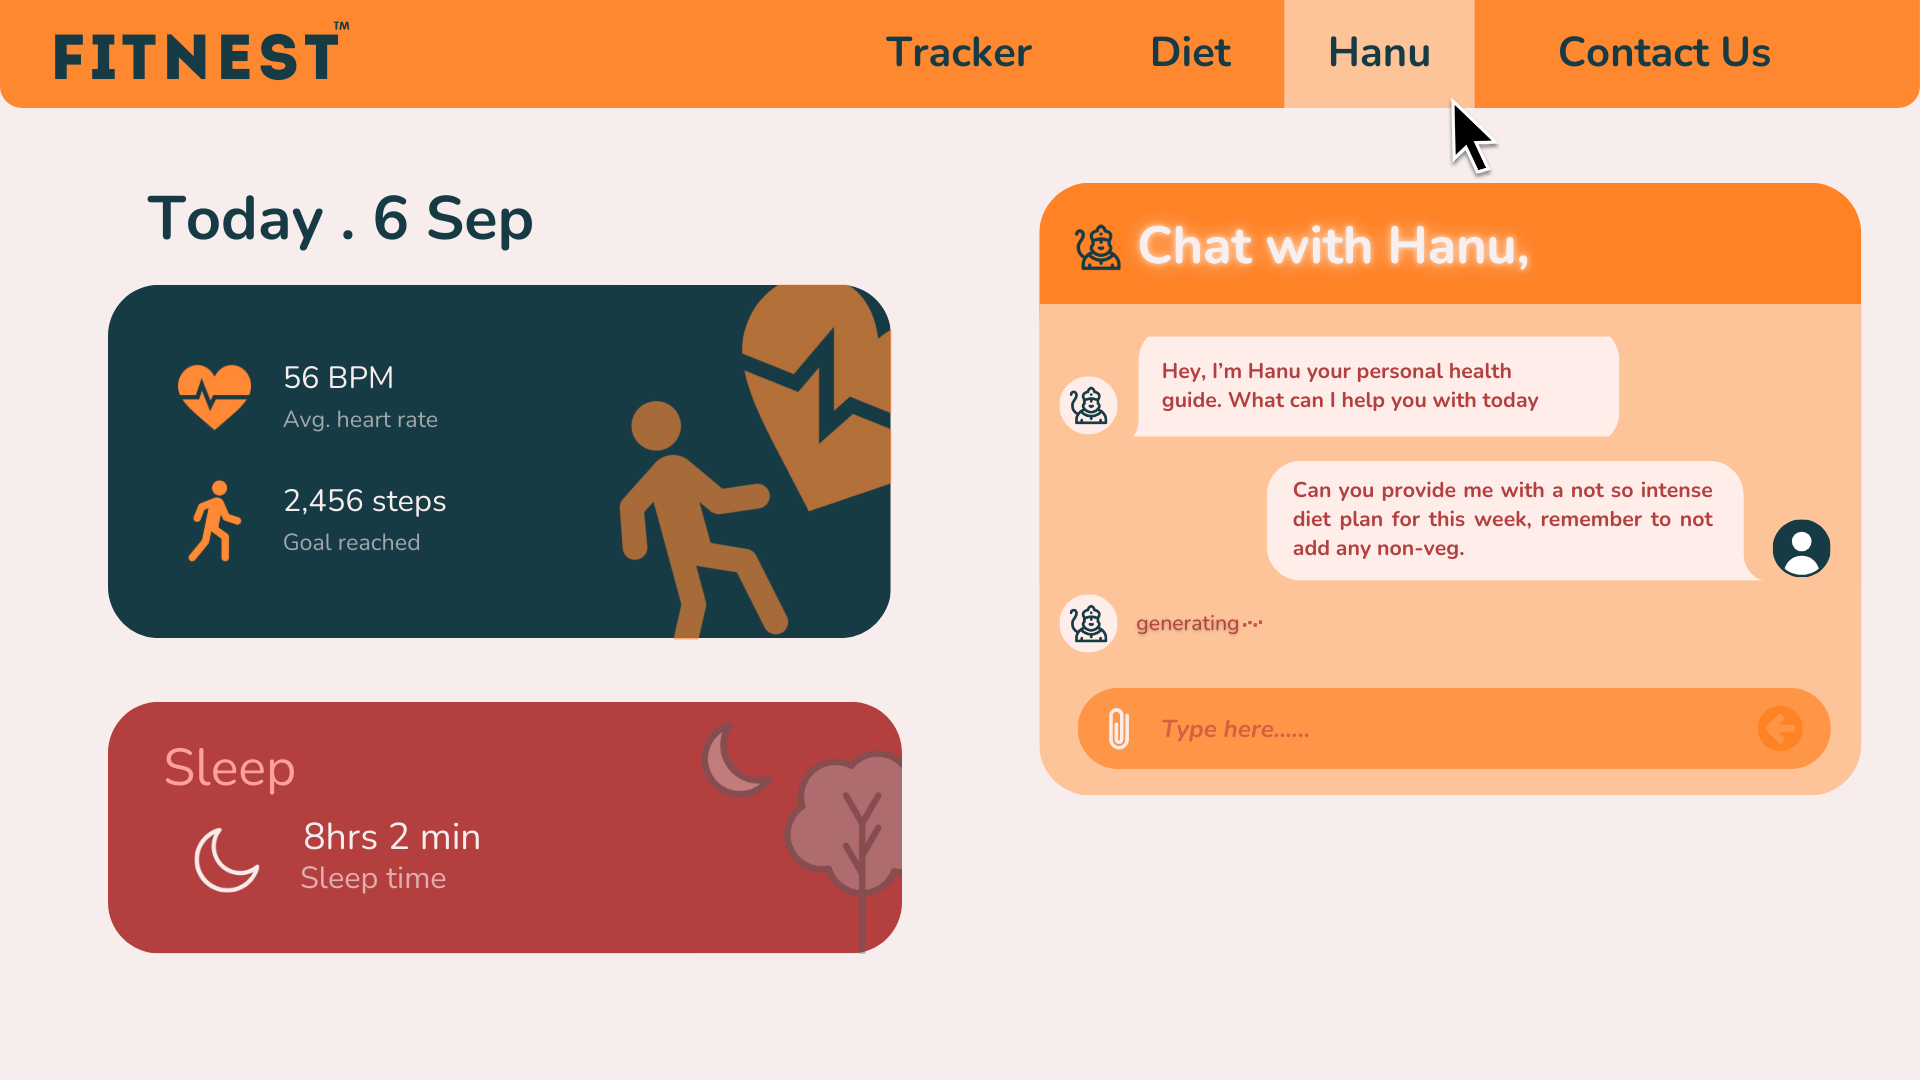 FITNEST™
Tracker
Diet
Hanu
Contact Us
Today . 6 Sep
56 BPM
Avg. heart rate
2,456 steps
Goal reached
Sleep
8hrs 2 min
Sleep time
Chat with Hanu,
Hey, I’m Hanu your personal health
guide. What can I help you with today
Can you provide me with a not so intense
diet plan for this week, remember to not
add any non-veg.
generating...
Type here......